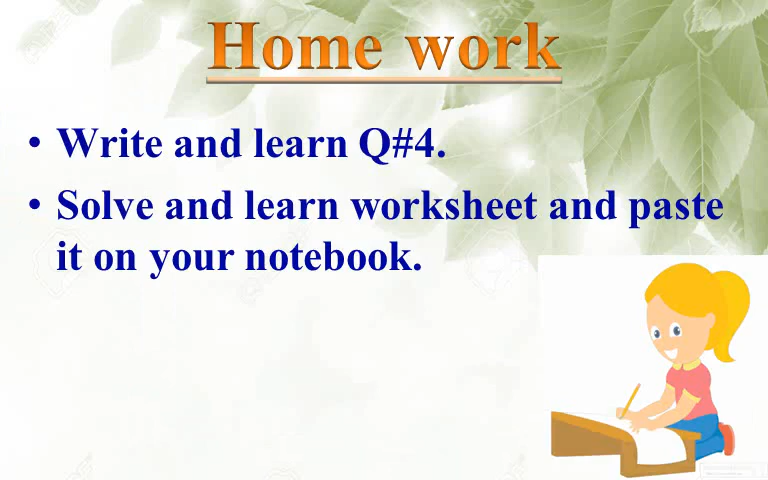 Home work
• Write and learn Q#4.
• Solve and learn worksheet and paste
it on your notebook.